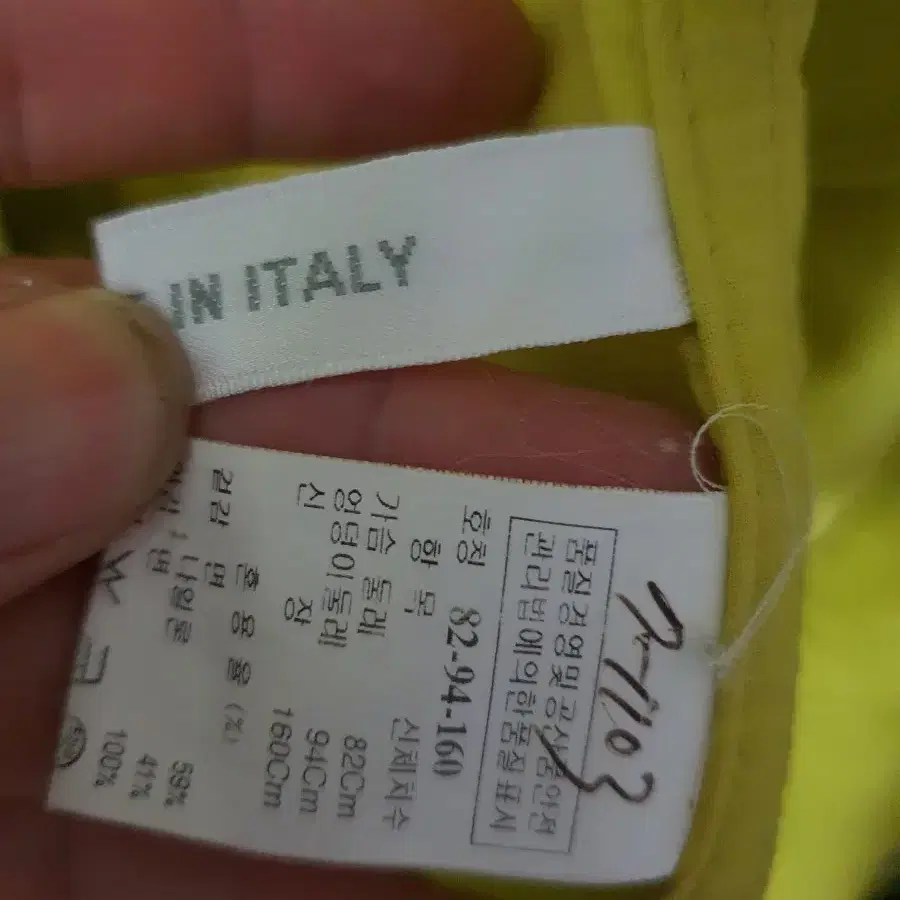 IN ITALY
품질경영및공산품안전
관리법에의한품질표시
호칭 82-94-160
항 목 신체치수
가슴 둘레 82Cm
엉덩이둘레 94Cm
신 장 160Cm
혼 용 율 (%)
겉감 면 59%
나일론 41%
면 100%